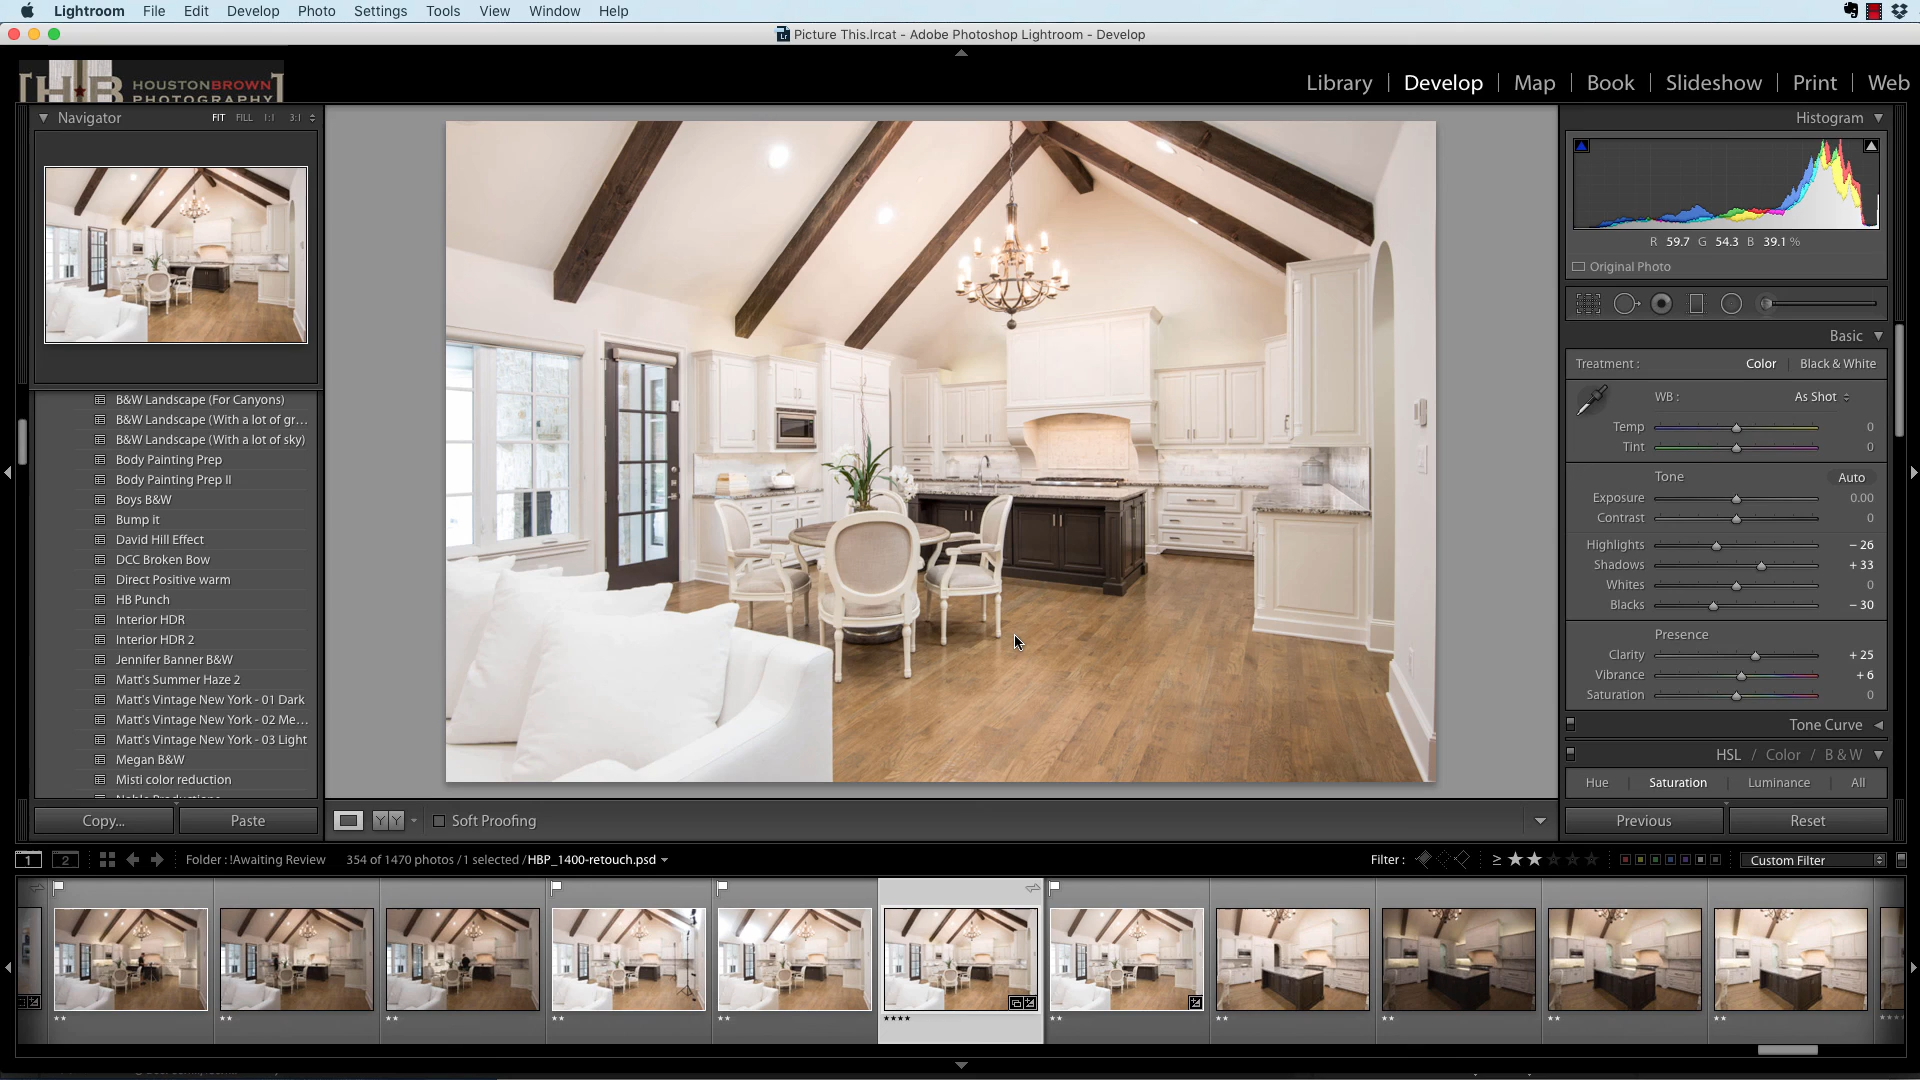 Lightroom File Edit Develop Photo Settings Tools View Window Help
Picture This.lrcat - Adobe Photoshop Lightroom - Develop
[HB HOUSTONBROWN]
PHOTOGRAPHY
Library | Develop | Map | Book | Slideshow | Print | Web
Navigator FIT FILL 1:1 3:1
B&W Landscape (For Canyons)
B&W Landscape (With a lot of gr...
B&W Landscape (With a lot of sky)
Body Painting Prep
Body Painting Prep II
Boys B&W
Bump it
David Hill Effect
DCC Broken Bow
Direct Positive warm
HB Punch
Interior HDR
Interior HDR 2
Jennifer Banner B&W
Matt's Summer Haze 2
Matt's Vintage New York - 01 Dark
Matt's Vintage New York - 02 Me...
Matt's Vintage New York - 03 Light
Megan B&W
Misti color reduction
Copy... Paste
Soft Proofing
Histogram
R 59.7 G 54.3 B 39.1 %
Original Photo
Basic
Treatment : Color | Black & White
WB : As Shot
Temp 0
Tint 0
Tone Auto
Exposure 0.00
Contrast 0
Highlights − 26
Shadows + 33
Whites 0
Blacks − 30
Presence
Clarity + 25
Vibrance + 6
Saturation 0
Tone Curve
HSL / Color / B & W
Hue | Saturation | Luminance | All
Previous Reset
1 2 Folder : !Awaiting Review 354 of 1470 photos / 1 selected / HBP_1400-retouch.psd Filter : ≥ Custom Filter